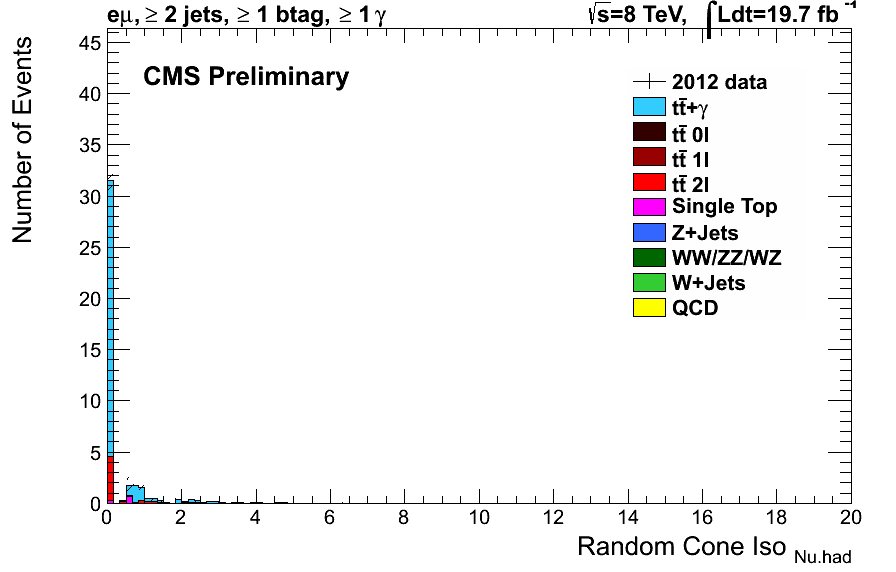 eμ, ≥ 2 jets, ≥ 1 btag, ≥ 1 γ
√s=8 TeV, ∫Ldt=19.7 fb⁻¹
CMS Preliminary
2012 data
tt̄+γ
tt̄ 0l
tt̄ 1l
tt̄ 2l
Single Top
Z+Jets
WW/ZZ/WZ
W+Jets
QCD
Number of Events
45
40
35
30
25
20
15
10
5
0
0 2 4 6 8 10 12 14 16 18 20
Random Cone Iso Nu.had